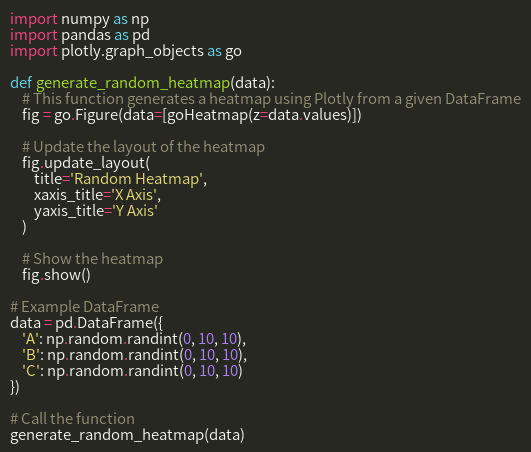 import numpy as np
import pandas as pd
import plotly.graph_objects as go

def generate_random_heatmap(data):
    # This function generates a heatmap using Plotly from a given DataFrame
    fig = go.Figure(data=[goHeatmap(z=data.values)])

    # Update the layout of the heatmap
    fig.update_layout(
        title='Random Heatmap',
        xaxis_title='X Axis',
        yaxis_title='Y Axis'
    )

    # Show the heatmap
    fig.show()

# Example DataFrame
data = pd.DataFrame({
    'A': np.random.randint(0, 10, 10),
    'B': np.random.randint(0, 10, 10),
    'C': np.random.randint(0, 10, 10)
})

# Call the function
generate_random_heatmap(data)